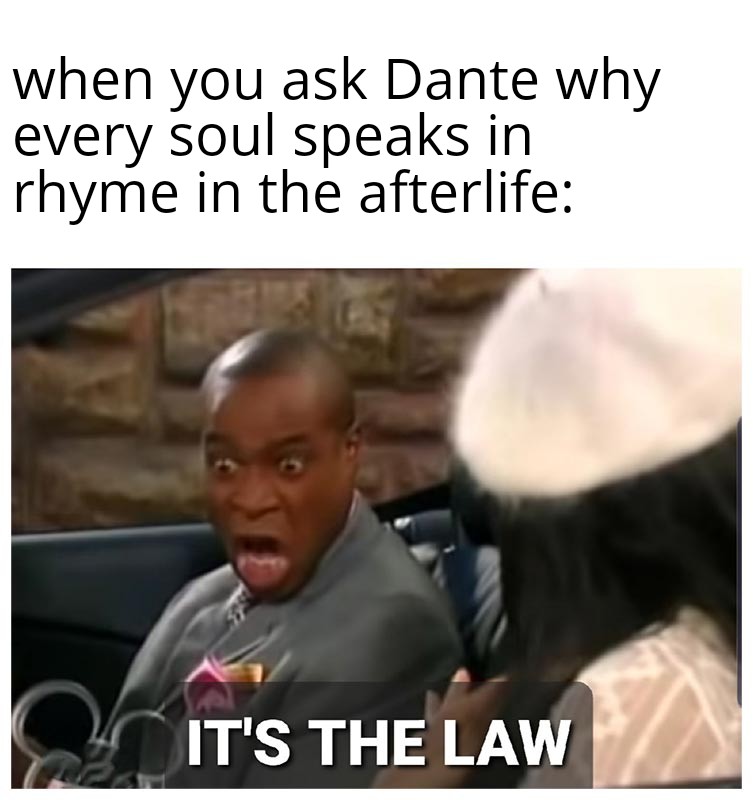 when you ask Dante why
every soul speaks in
rhyme in the afterlife:
IT'S THE LAW